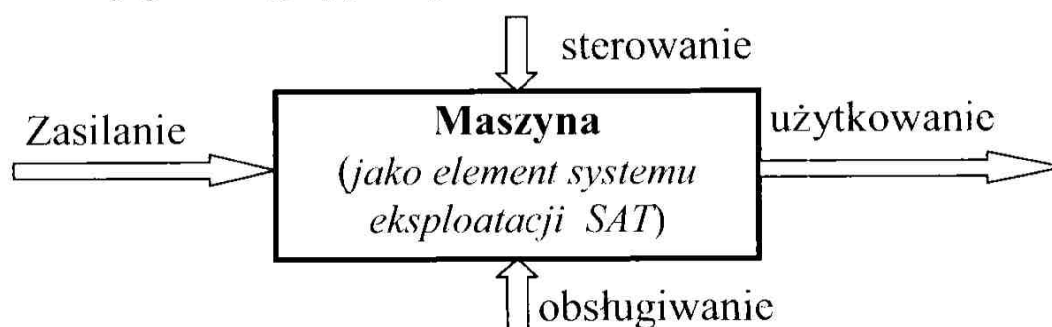 sterowanie
Zasilanie
Maszyna
użytkowanie
(jako element systemu
eksploatacji SAT)
obsługiwanie